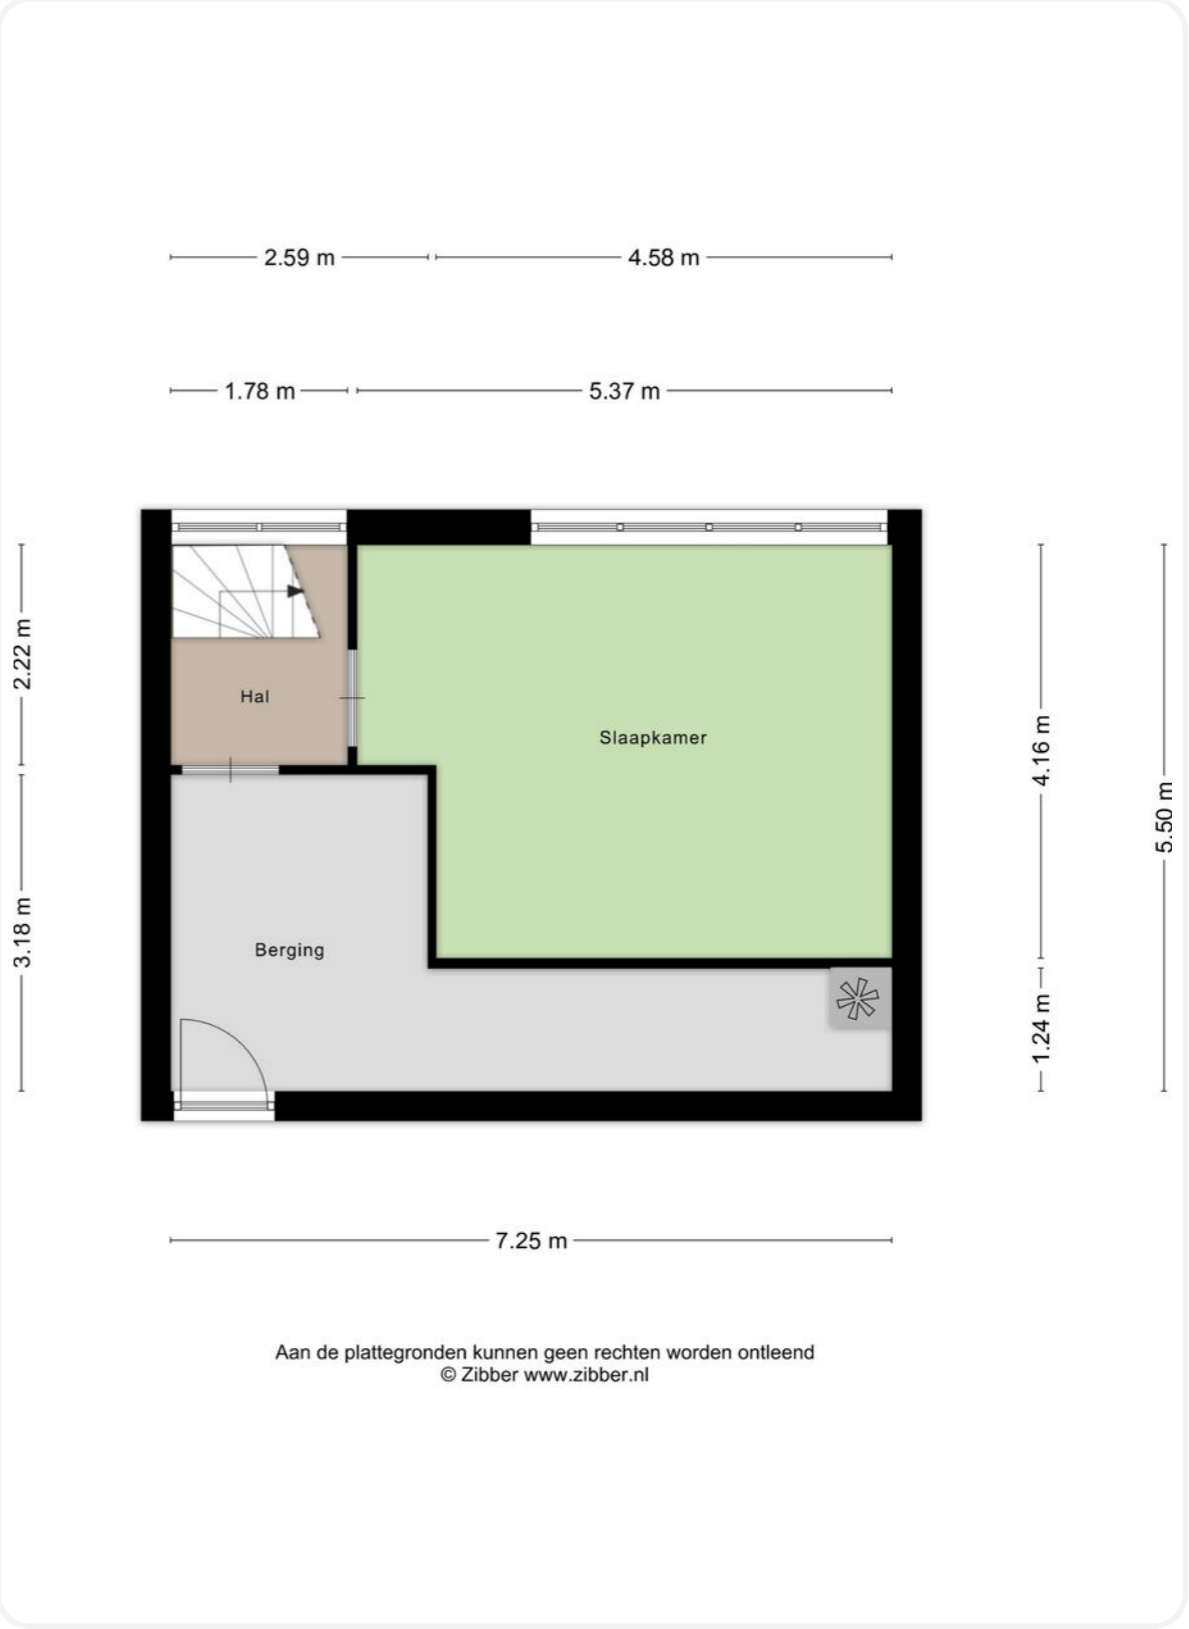 2.59 m
4.58 m
1.78 m
5.37 m
2.22 m
Hal
Slaapkamer
4.16 m
5.50 m
3.18 m
Berging
1.24 m
7.25 m
Aan de plattegronden kunnen geen rechten worden ontleend
© Zibber www.zibber.nl